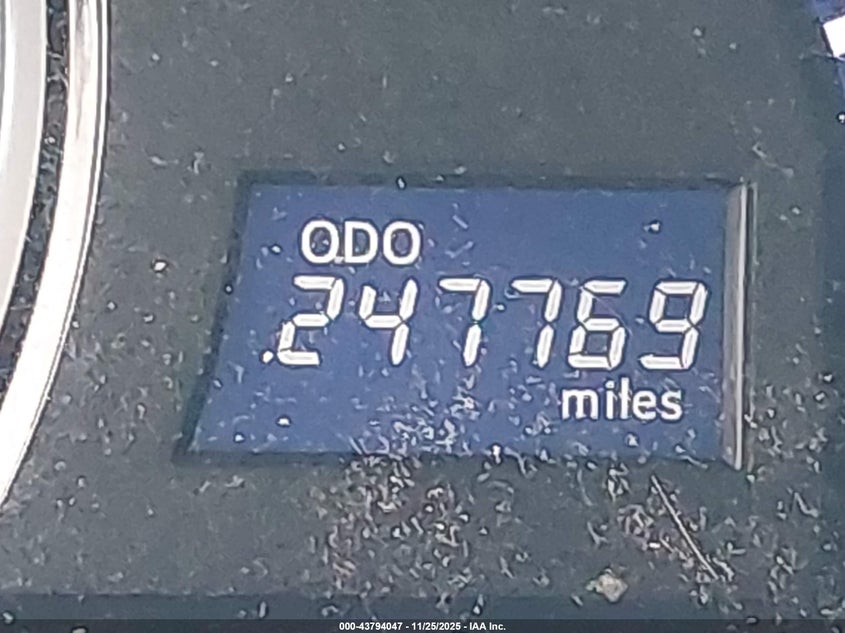 ODO
247769
miles
000-43794047 - 11/25/2025 - IAA Inc.